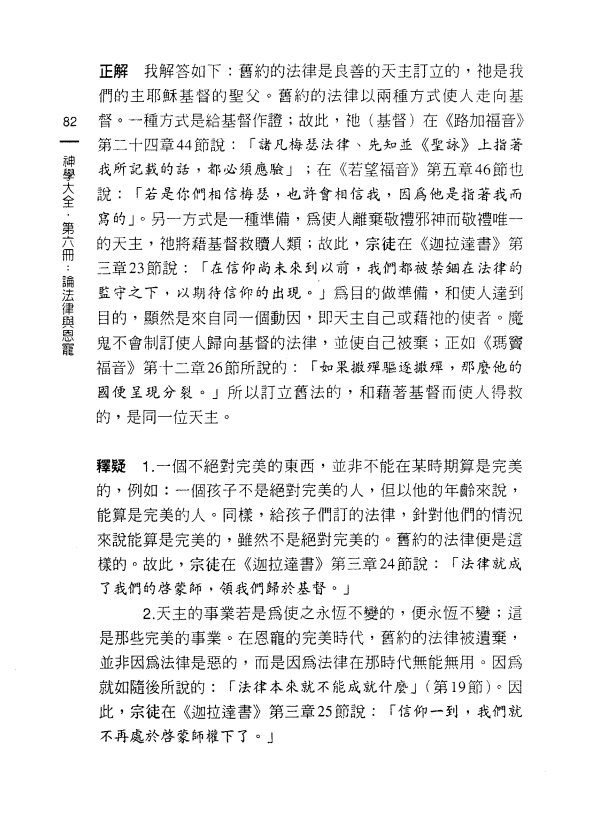 82
神學大全．第六冊：論法律與恩寵
正解　我解答如下：舊約的法律是良善的天主訂立的，祂是我
們的主耶穌基督的聖父。舊約的法律以兩種方式使人走向基
督。一種方式是給基督作證；故此，祂（基督）在《路加福音》
第二十四章44節說：「諸凡梅瑟法律、先知並《聖詠》上指著
我所記載的話，都必須應驗」；在《若望福音》第五章46節也
說：「若是你們相信梅瑟，也許會相信我，因爲他是指著我而
寫的」。另一方式是一種準備，爲使人離棄敬禮邪神而敬禮唯一
的天主，祂將藉基督救贖人類；故此，宗徒在《迦拉達書》第
三章23節說：「在信仰尚未來到以前，我們都被禁錮在法律的
監守之下，以期待信仰的出現。」爲目的做準備，和使人達到
目的，顯然是來自同一個動因，即天主自己或藉祂的使者。魔
鬼不會制訂使人歸向基督的法律，並使自己被棄；正如《瑪竇
福音》第十二章26節所說的：「如果撒殫驅逐撒殫，那麼他的
國便呈現分裂。」所以訂立舊法的，和藉著基督而使人得救
的，是同一位天主。
釋疑　1.一個不絕對完美的東西，並非不能在某時期算是完美
的，例如：一個孩子不是絕對完美的人，但以他的年齡來說，
能算是完美的人。同樣，給孩子們訂的法律，針對他們的情況
來說能算是完美的，雖然不是絕對完美的。舊約的法律便是這
樣的。故此，宗徒在《迦拉達書》第三章24節說：「法律就成
了我們的啓蒙師，領我們歸於基督。」
2.天主的事業若是爲使之永恆不變的，便永恆不變；這
是那些完美的事業。在恩寵的完美時代，舊約的法律被遺棄，
並非因爲法律是惡的，而是因爲法律在那時代無能無用。因爲
就如隨後所說的：「法律本來就不能成就什麼」（第19節）。因
此，宗徒在《迦拉達書》第三章25節說：「信仰一到，我們就
不再處於啓蒙師權下了。」